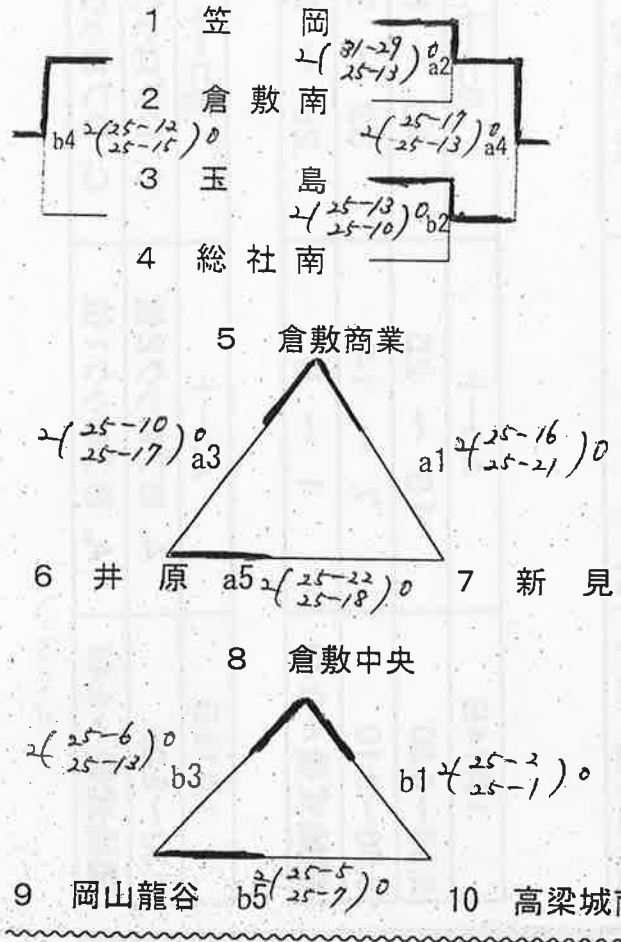 1 笠岡
2( 31-29 25-13 )0 a2
2 倉敷南
b4 2( 25-12 25-15 )0
2( 25-17 25-13 )0 a4
3 玉島
2( 25-13 25-10 )0 b2
4 総社南
5 倉敷商業
2( 25-10 25-17 )0 a3
a1 2( 25-16 25-21 )0
6 井原 a5 2( 25-22 25-18 )0 7 新見
8 倉敷中央
2( 25-6 25-13 )0 b3
b1 2( 25-2 25-1 )0
9 岡山龍谷 b5 2( 25-5 25-7 )0 10 高梁城